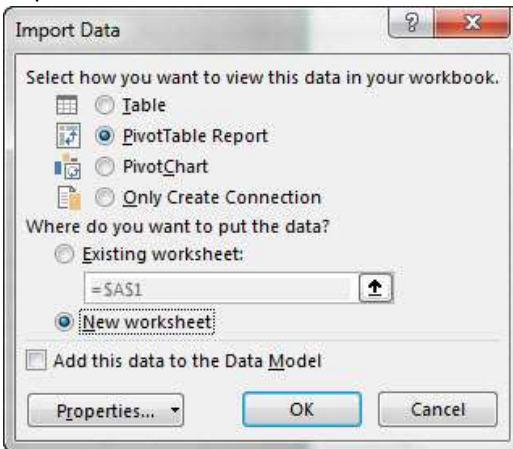 Import Data
Select how you want to view this data in your workbook.
Table
PivotTable Report
PivotChart
Only Create Connection
Where do you want to put the data?
Existing worksheet:
=$A$1
New worksheet
Add this data to the Data Model
Properties... OK Cancel